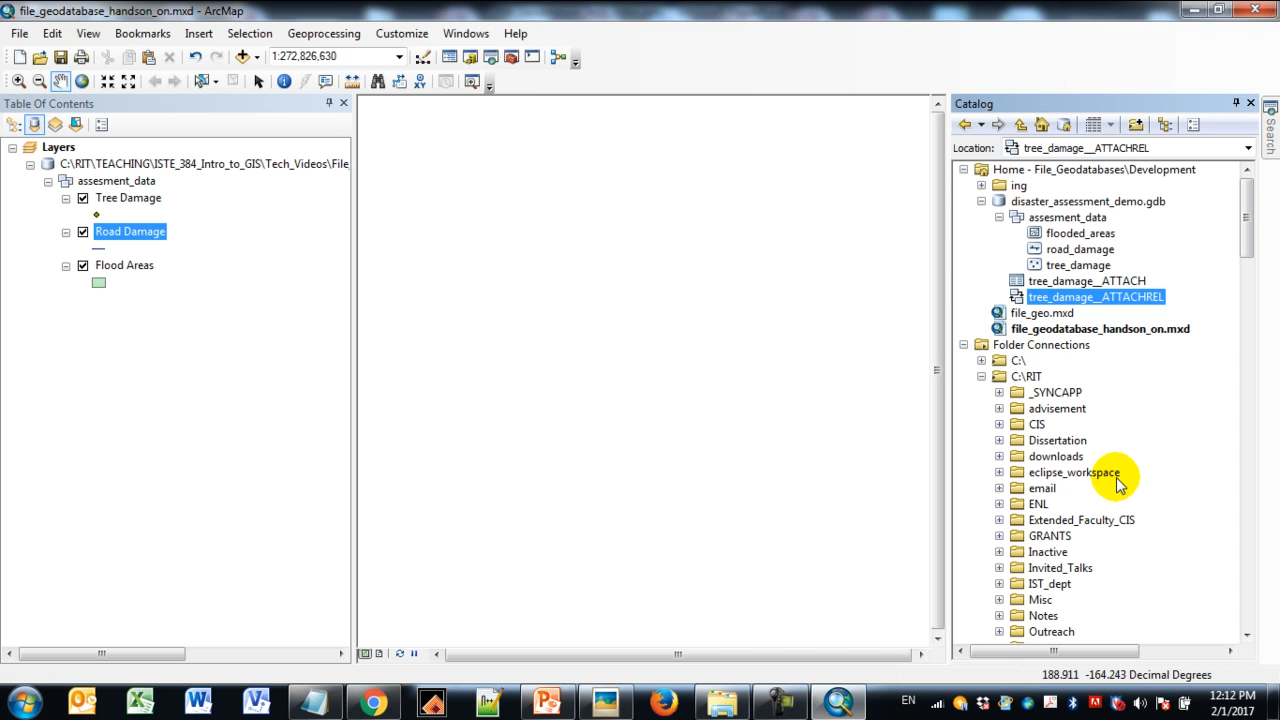 file_geodatabase_handson_on.mxd - ArcMap
File Edit View Bookmarks Insert Selection Geoprocessing Customize Windows Help
1:272,826,630
Table Of Contents
Layers
C:\RIT\TEACHING\ISTE_384_Intro_to_GIS\Tech_Videos\File_
assesment_data
Tree Damage
Road Damage
Flood Areas
Catalog
Location: tree_damage__ATTACHREL
Home - File_Geodatabases\Development
ing
disaster_assessment_demo.gdb
assesment_data
flooded_areas
road_damage
tree_damage
tree_damage__ATTACH
tree_damage__ATTACHREL
file_geo.mxd
file_geodatabase_handson_on.mxd
Folder Connections
C:\
C:\RIT
_SYNCAPP
advisement
CIS
Dissertation
downloads
eclipse_workspace
email
ENL
Extended_Faculty_CIS
GRANTS
Inactive
Invited_Talks
IST_dept
Misc
Notes
Outreach
Search
188.911 -164.243 Decimal Degrees
EN
12:12 PM
2/1/2017